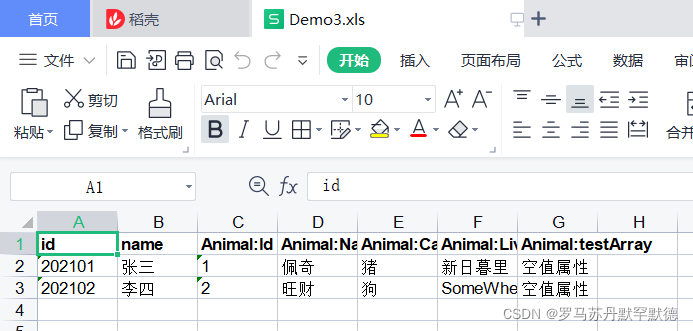 首页 稻壳 S Demo3.xls +
文件 开始 插入 页面布局 公式 数据
粘贴 剪切 复制 格式刷 Arial 10 A+ A- B I U A 合并
A1 fx id
A B C D E F G H
1 id name Animal:Id Animal:Na Animal:Ca Animal:Liv Animal:testArray
2 202101 张三 1 佩奇 猪 新日暮里 空值属性
3 202102 李四 2 旺财 狗 SomeWhe 空值属性
4
CSDN @罗马苏丹默罕默德